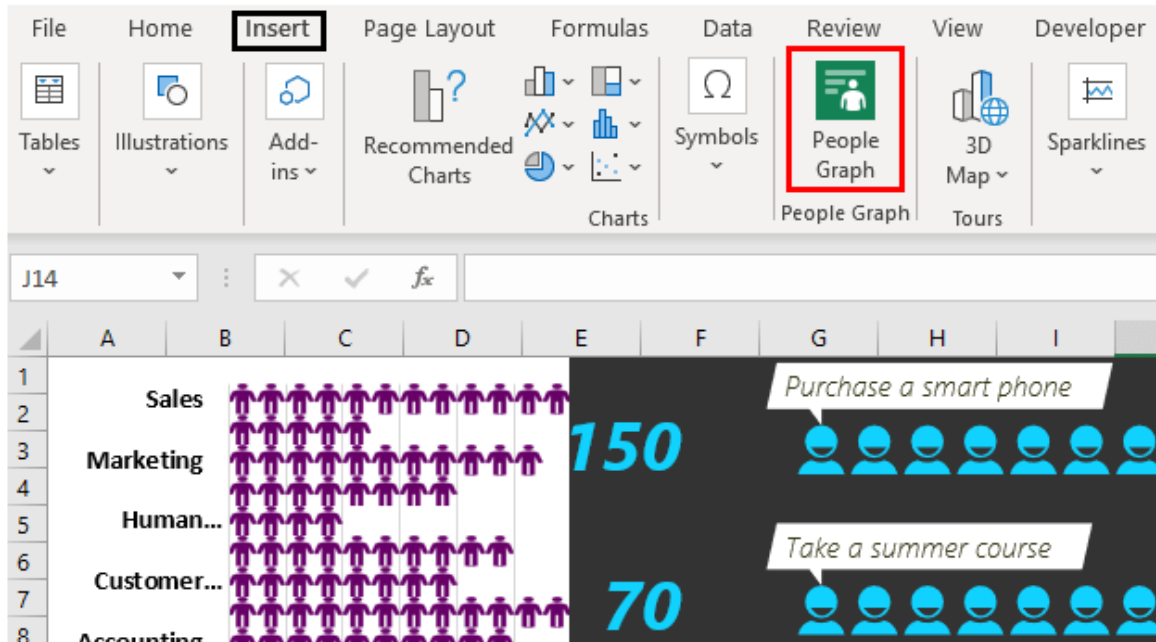 File Home Insert Page Layout Formulas Data Review View Developer
Tables Illustrations Add-
ins Recommended
Charts Symbols People
Graph 3D
Map Sparklines
Charts People Graph Tours
J14 fx
A B C D E F G H I
1
2
3
4
5
6
7
8
Sales
Marketing
Human...
Customer...
Accounting
150
Purchase a smart phone
70
Take a summer course